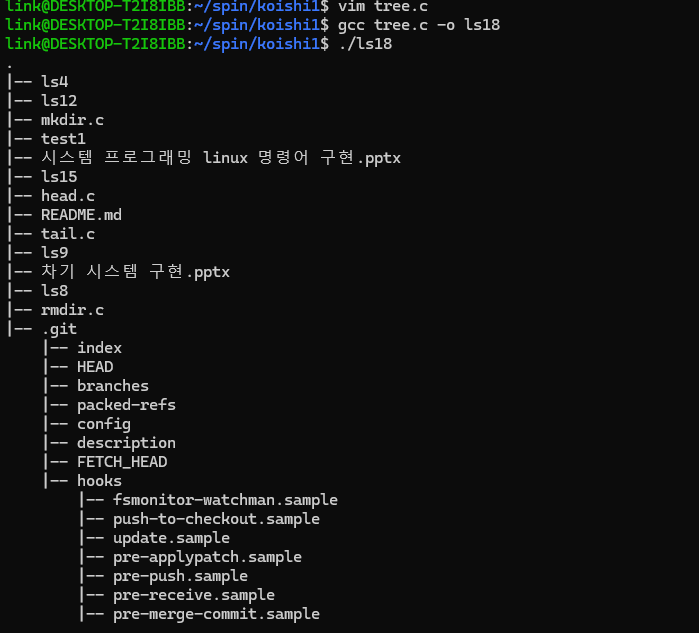 link@DESKTOP-T2I8IBB:~/spin/koishi1$ vim tree.c
link@DESKTOP-T2I8IBB:~/spin/koishi1$ gcc tree.c -o ls18
link@DESKTOP-T2I8IBB:~/spin/koishi1$ ./ls18
.
|-- ls4
|-- ls12
|-- mkdir.c
|-- test1
|-- 시스템 프로그래밍 linux 명령어 구현.pptx
|-- ls15
|-- head.c
|-- README.md
|-- tail.c
|-- ls9
|-- 차기 시스템 구현.pptx
|-- ls8
|-- rmdir.c
|-- .git
    |-- index
    |-- HEAD
    |-- branches
    |-- packed-refs
    |-- config
    |-- description
    |-- FETCH_HEAD
    |-- hooks
        |-- fsmonitor-watchman.sample
        |-- push-to-checkout.sample
        |-- update.sample
        |-- pre-applypatch.sample
        |-- pre-push.sample
        |-- pre-receive.sample
        |-- pre-merge-commit.sample